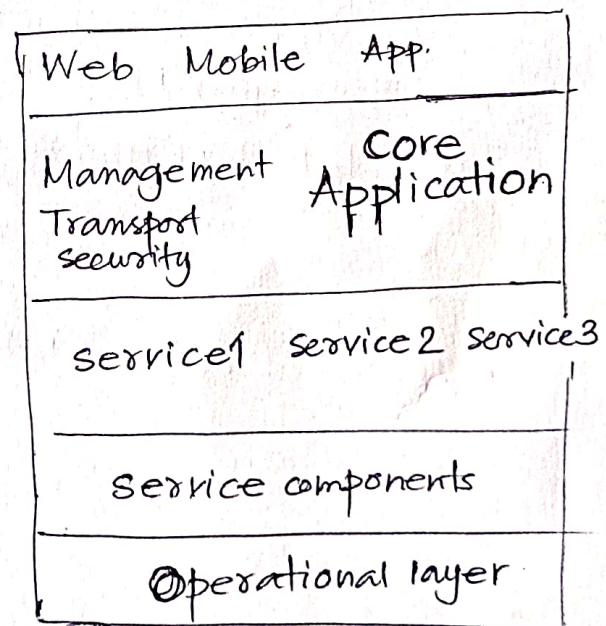 Web Mobile App.
Management
Transport
security
Core
Application
service1 service2 service3
service components
Operational layer